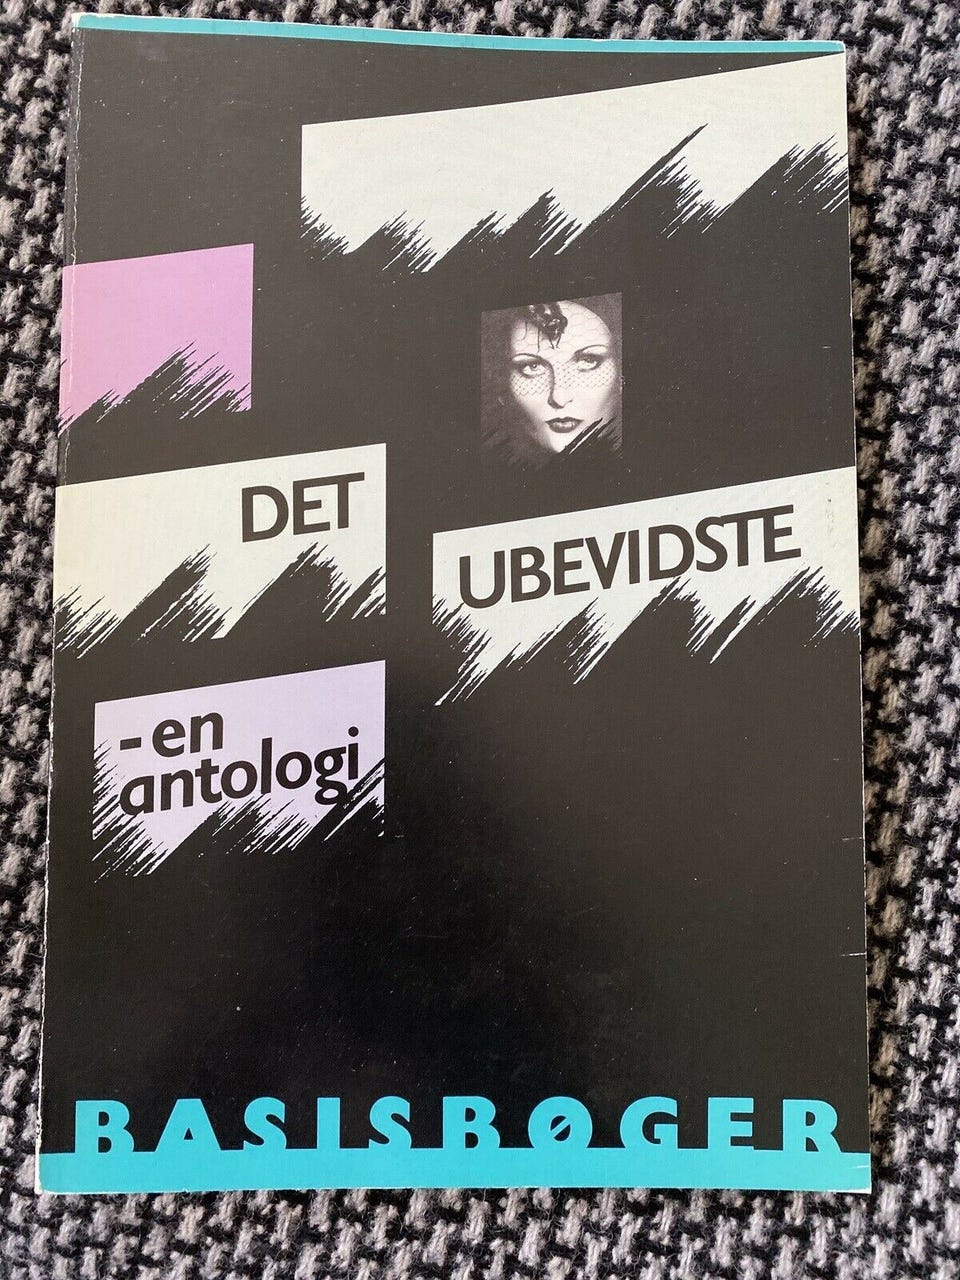 DET
UBEVIDSTE
-en
antologi
BASISBØGER